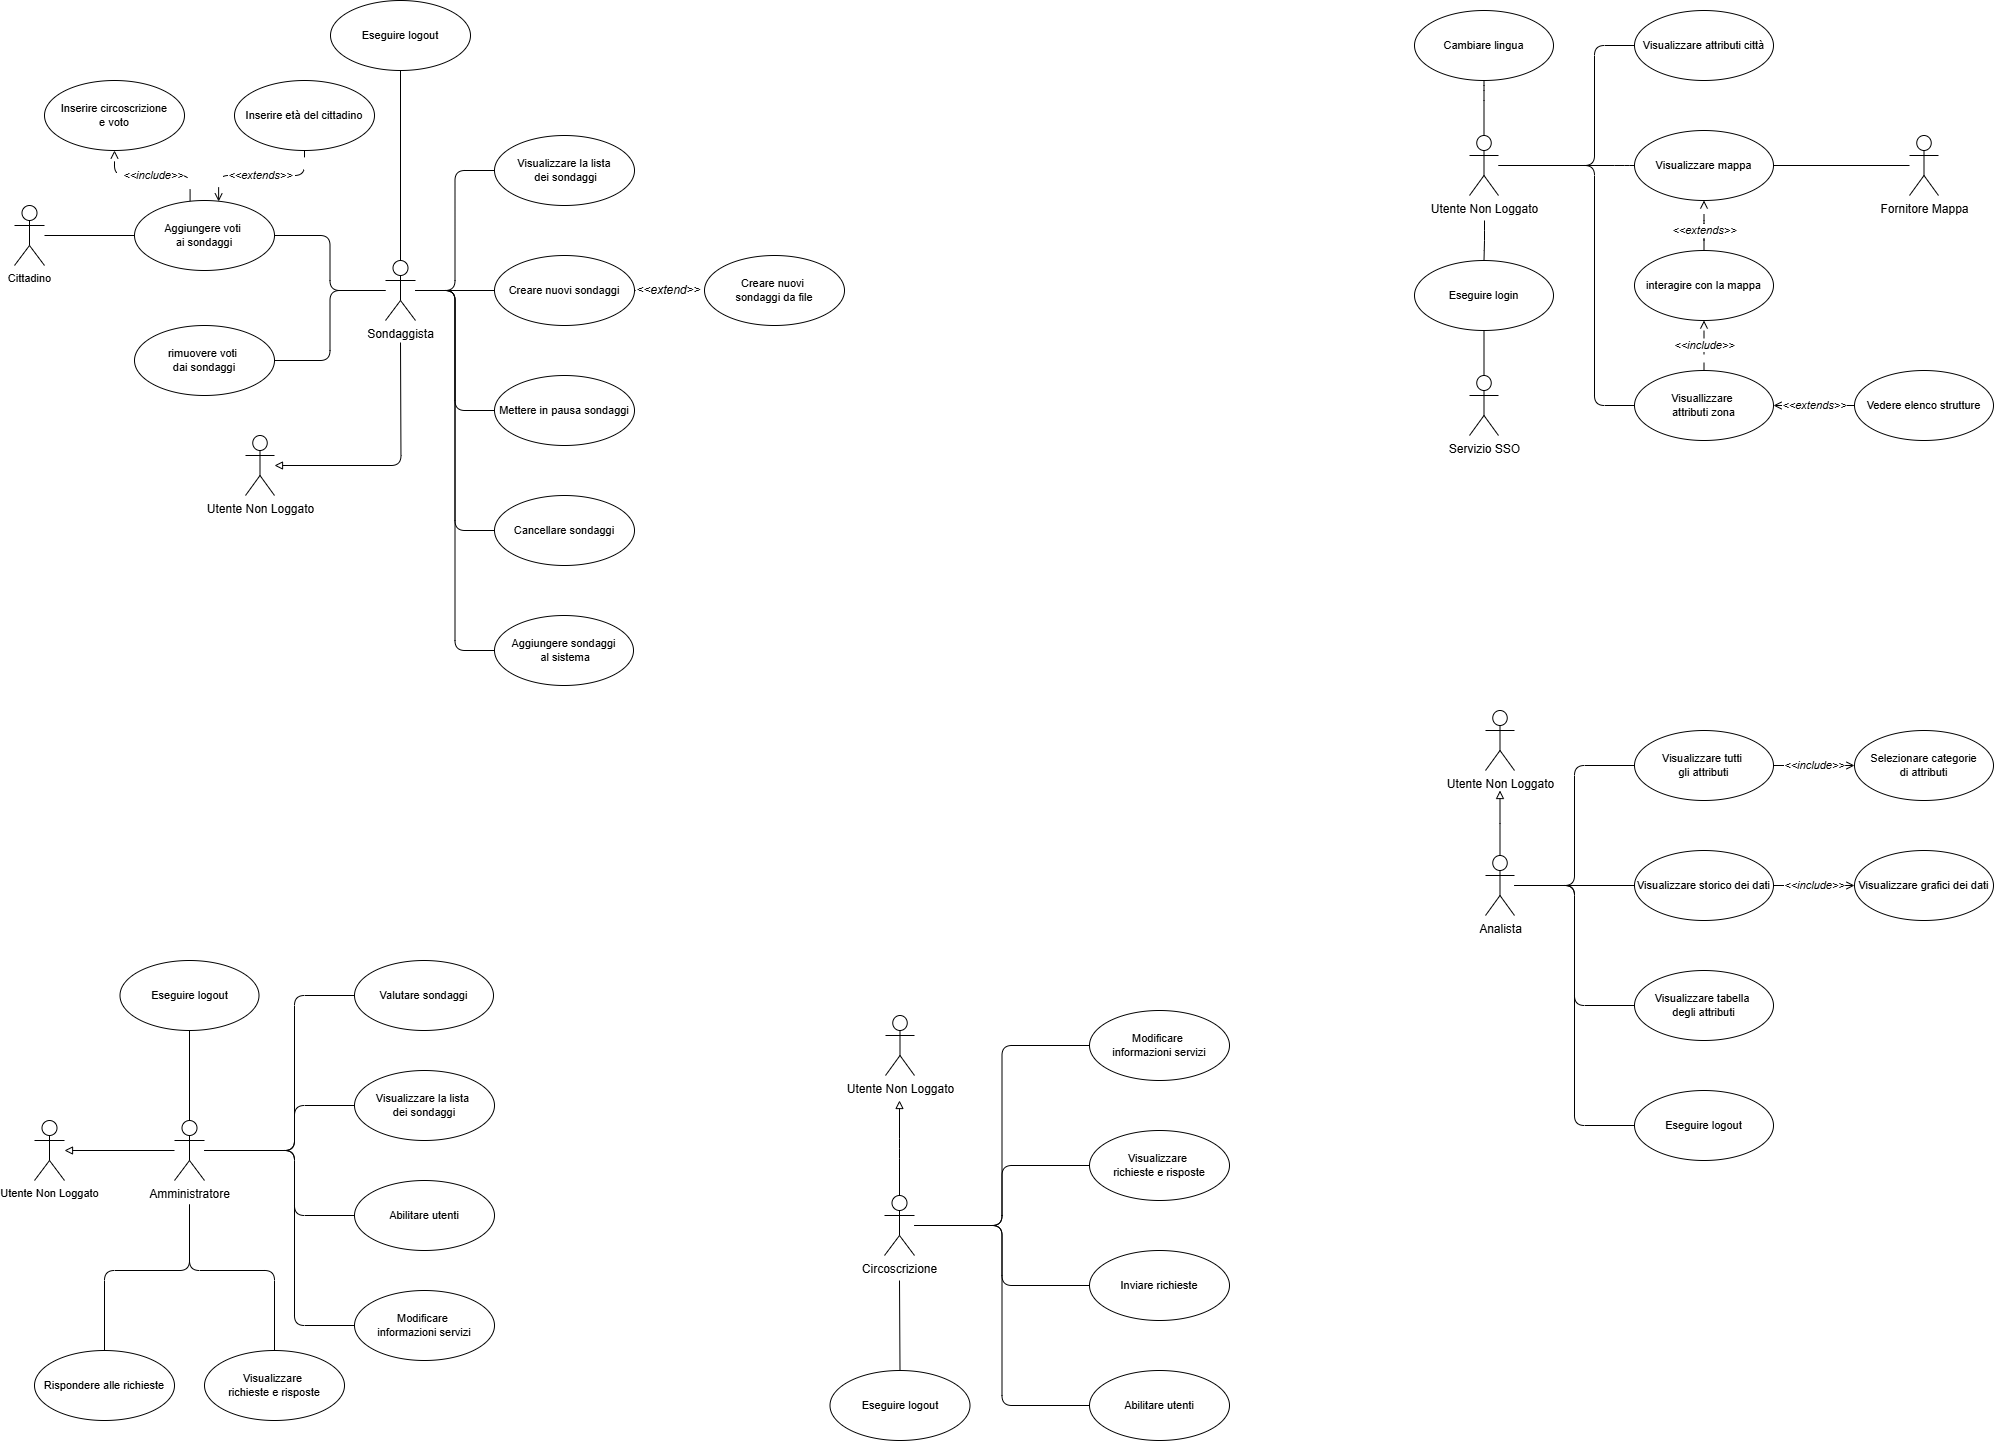 Eseguire logout
Inserire circoscrizione
e voto
Inserire età del cittadino
<<include>>
<<extends>>
Cittadino
Aggiungere voti
ai sondaggi
rimuovere voti
dai sondaggi
Sondaggista
Utente Non Loggato
Visualizzare la lista
dei sondaggi
Creare nuovi sondaggi
<<extend>>
Creare nuovi
sondaggi da file
Mettere in pausa sondaggi
Cancellare sondaggi
Aggiungere sondaggi
al sistema
Cambiare lingua
Visualizzare attributi città
Utente Non Loggato
Visualizzare mappa
Fornitore Mappa
<<extends>>
Eseguire login
interagire con la mappa
<<include>>
Servizio SSO
Visuallizzare
attributi zona
<<extends>>
Vedere elenco strutture
Utente Non Loggato
Visualizzare tutti
gli attributi
<<include>>
Selezionare categorie
di attributi
Analista
Visualizzare storico dei dati
<<include>>
Visualizzare grafici dei dati
Visualizzare tabella
degli attributi
Eseguire logout
Eseguire logout
Valutare sondaggi
Visualizzare la lista
dei sondaggi
Utente Non Loggato
Amministratore
Abilitare utenti
Modificare
informazioni servizi
Rispondere alle richieste
Visualizzare
richieste e risposte
Utente Non Loggato
Modificare
informazioni servizi
Visualizzare
richieste e risposte
Circoscrizione
Inviare richieste
Eseguire logout
Abilitare utenti